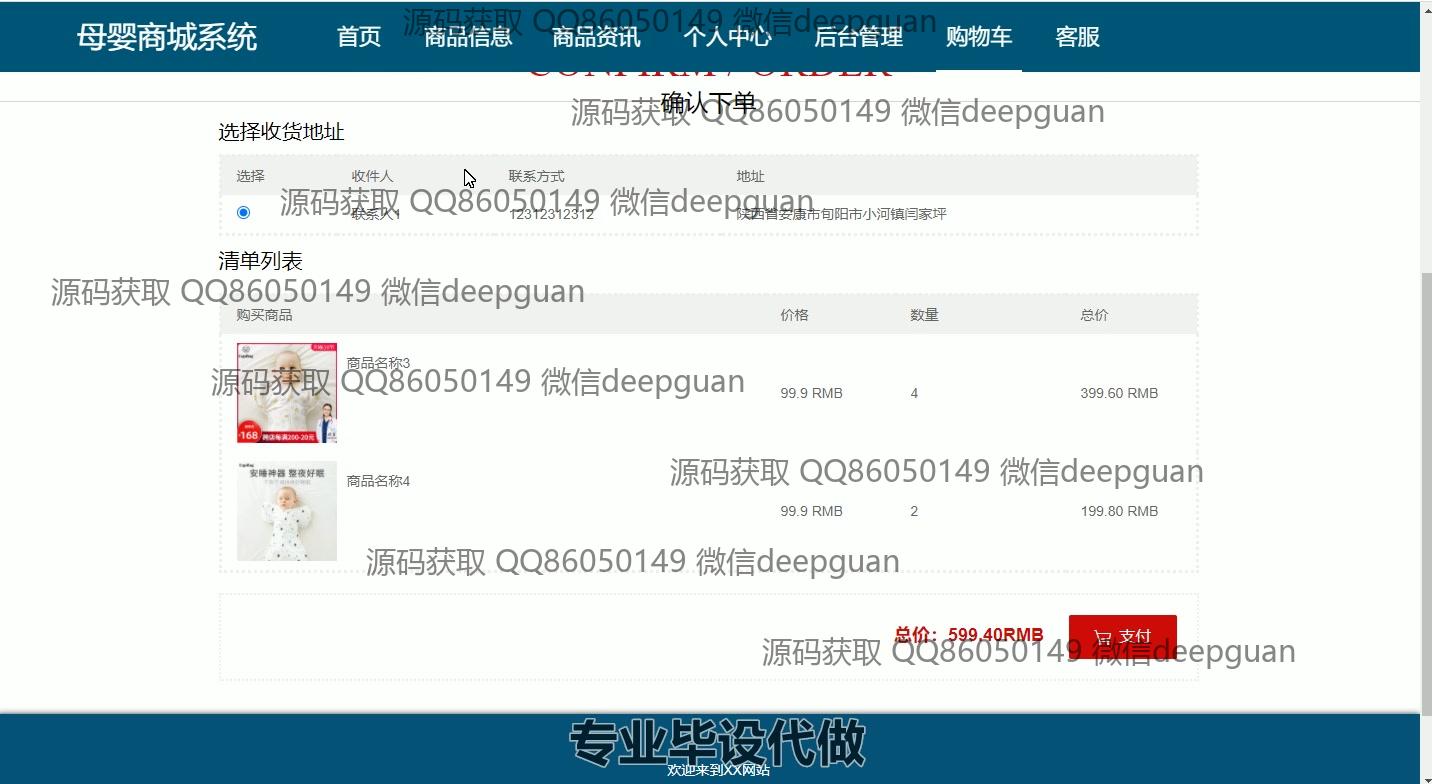 母婴商城系统 首页 商品信息 商品资讯 个人中心 后台管理 购物车 客服
源码获取 QQ86050149 微信deepguan
CONFIRM / ORDER
确认下单
源码获取 QQ86050149 微信deepguan
选择收货地址
选择 收件人 联系方式 地址
源码获取 QQ86050149 微信deepguan
联系人1 12312312312 陕西省安康市旬阳市小河镇闫家坪
清单列表
源码获取 QQ86050149 微信deepguan
购买商品 价格 数量 总价
商品名称3
168 跨店每满200-20元
源码获取 QQ86050149 微信deepguan
99.9 RMB 4 399.60 RMB
安睡神器 整夜好眠
源码获取 QQ86050149 微信deepguan
商品名称4
99.9 RMB 2 199.80 RMB
源码获取 QQ86050149 微信deepguan
总价：599.40RMB 支付
源码获取 QQ86050149 微信deepguan
专业毕设代做
欢迎来到XX网站